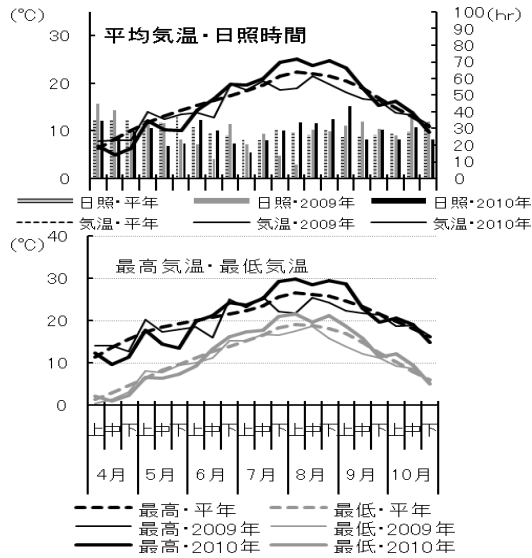 (℃) 100 (hr)
平均気温・日照時間
30 90
80
70
20 60
50
40
10 30
20
10
0 0
日照・平年 日照・2009年 日照・2010年
気温・平年 気温・2009年 気温・2010年
(℃)
40
最高気温・最低気温
30
20
10
0
上中下上中下上中下上中下上中下上中下上中下
4月 5月 6月 7月 8月 9月 10月
最高・平年 最低・平年
最高・2009年 最低・2009年
最高・2010年 最低・2010年